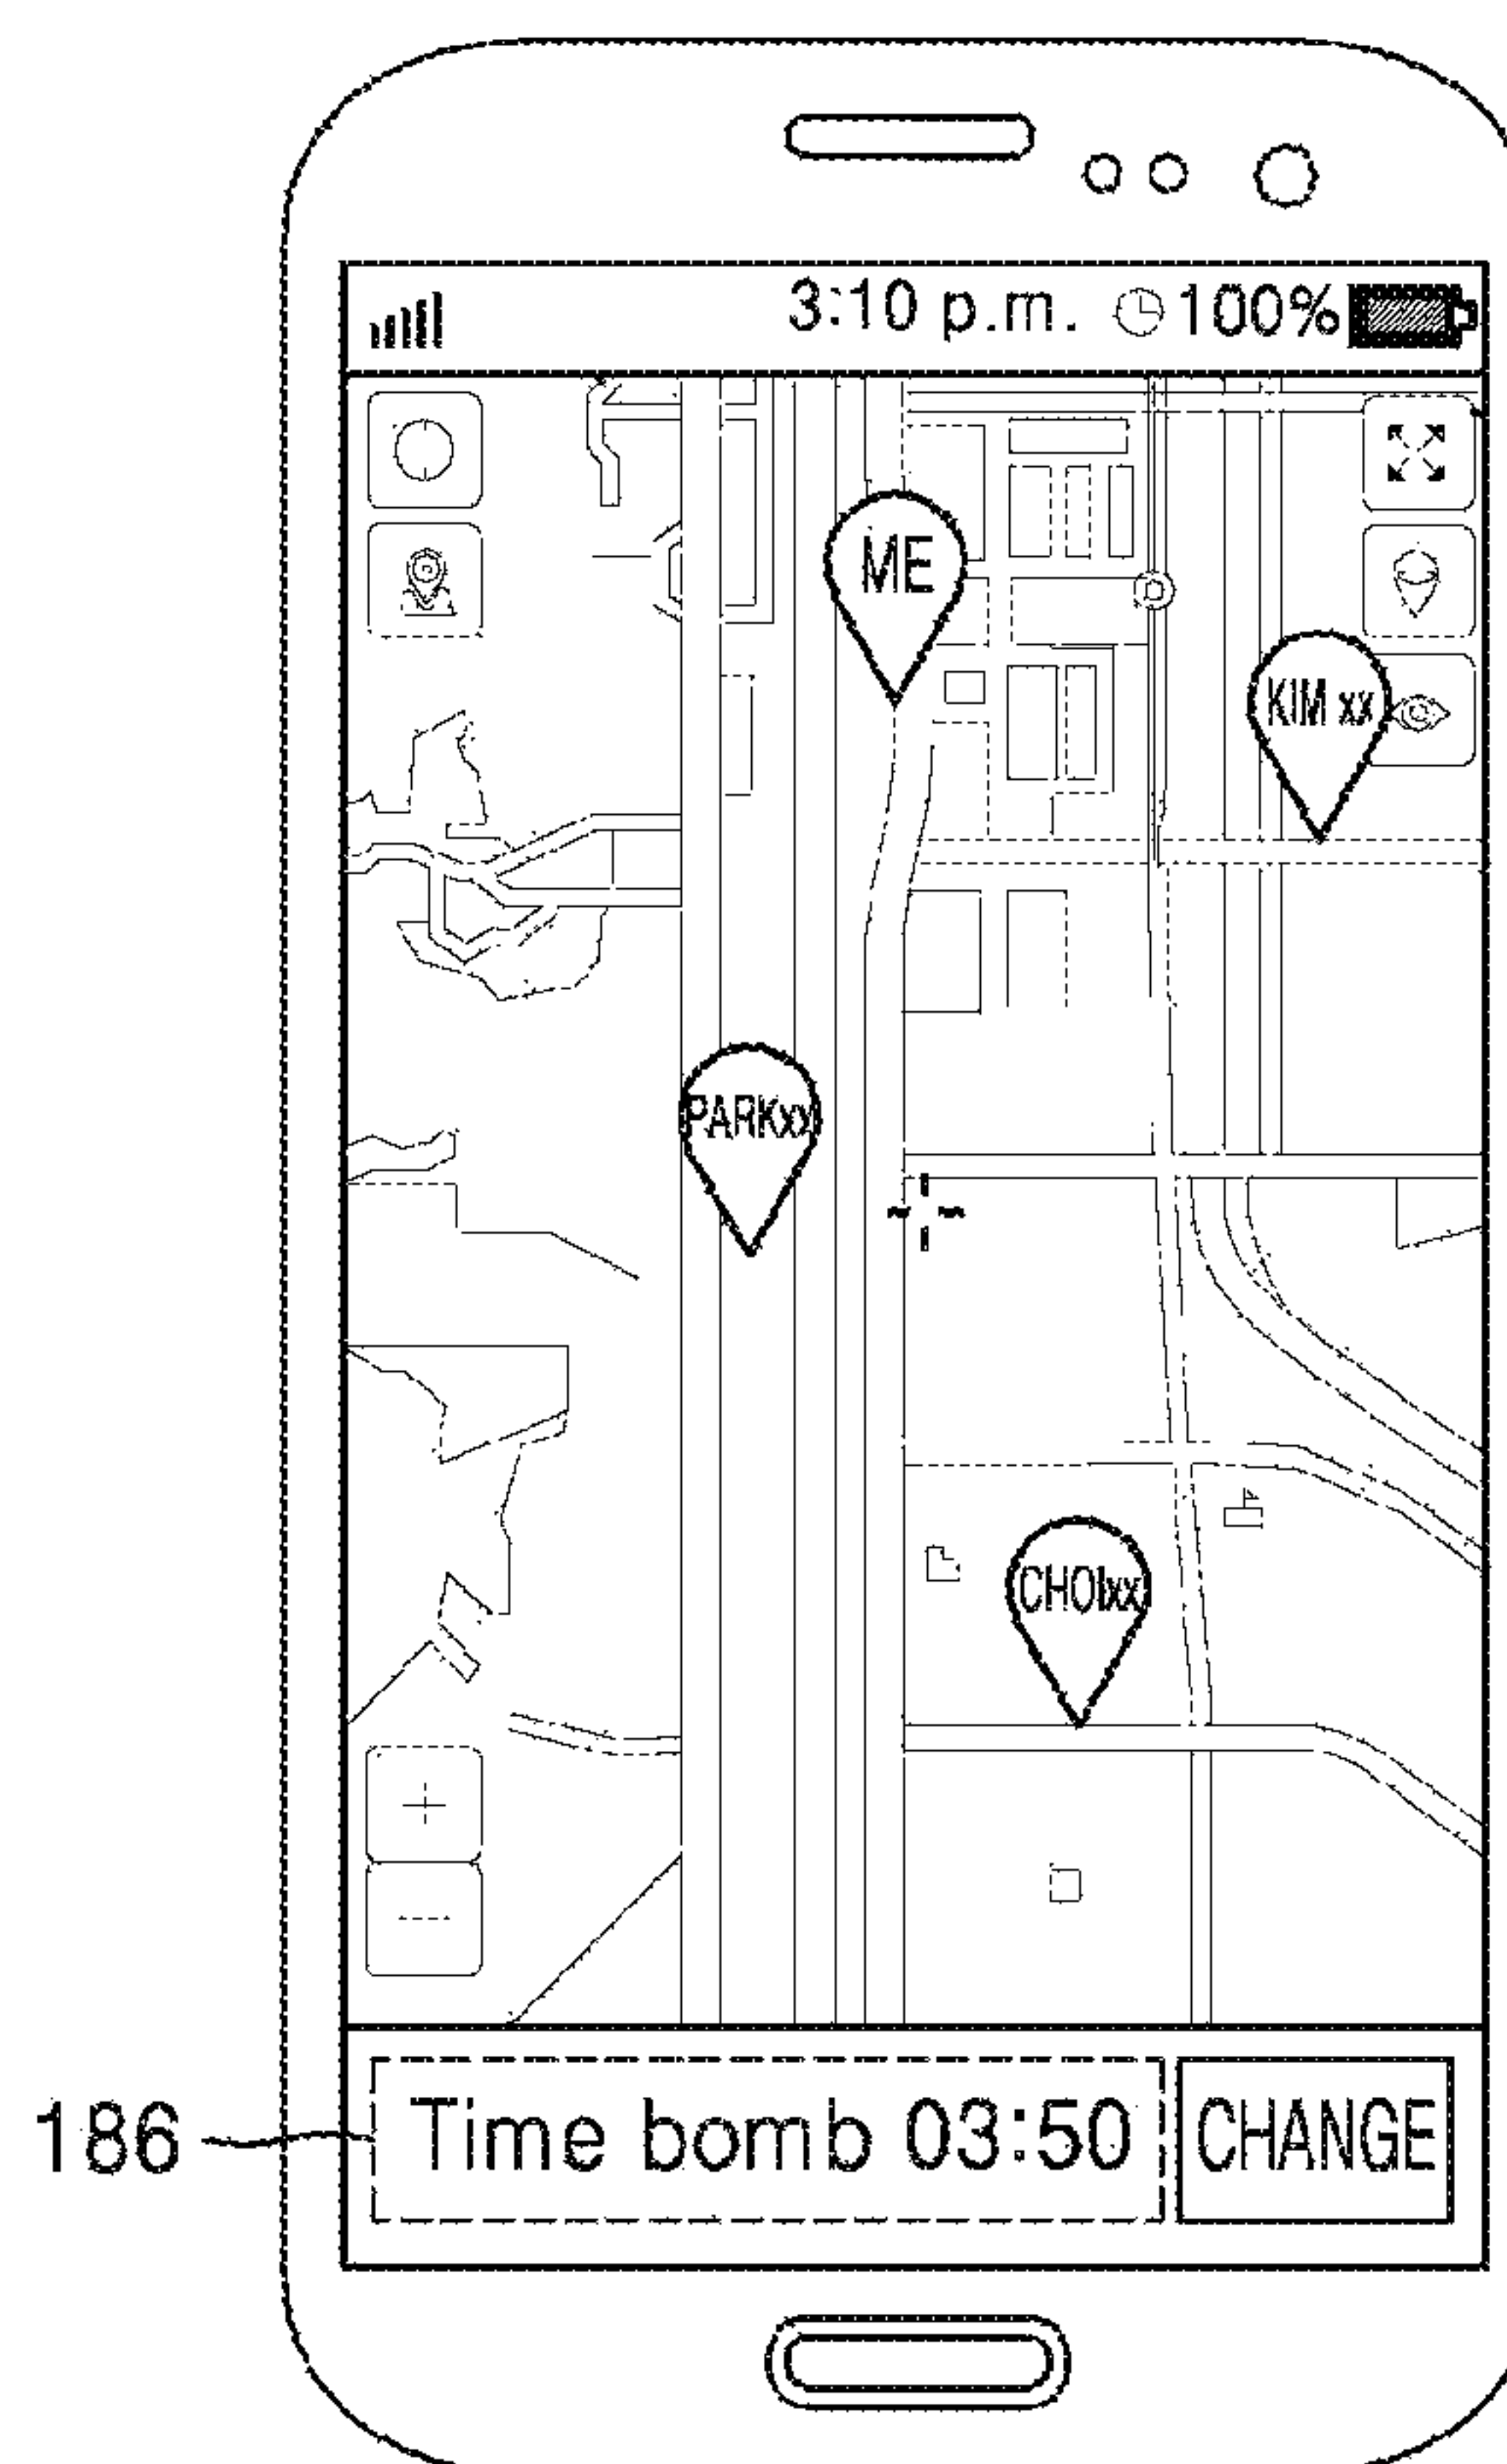 3:10 p.m. 100%
ME
KIM xx
PARKxx
CHOIxx
186 Time bomb 03:50 CHANGE